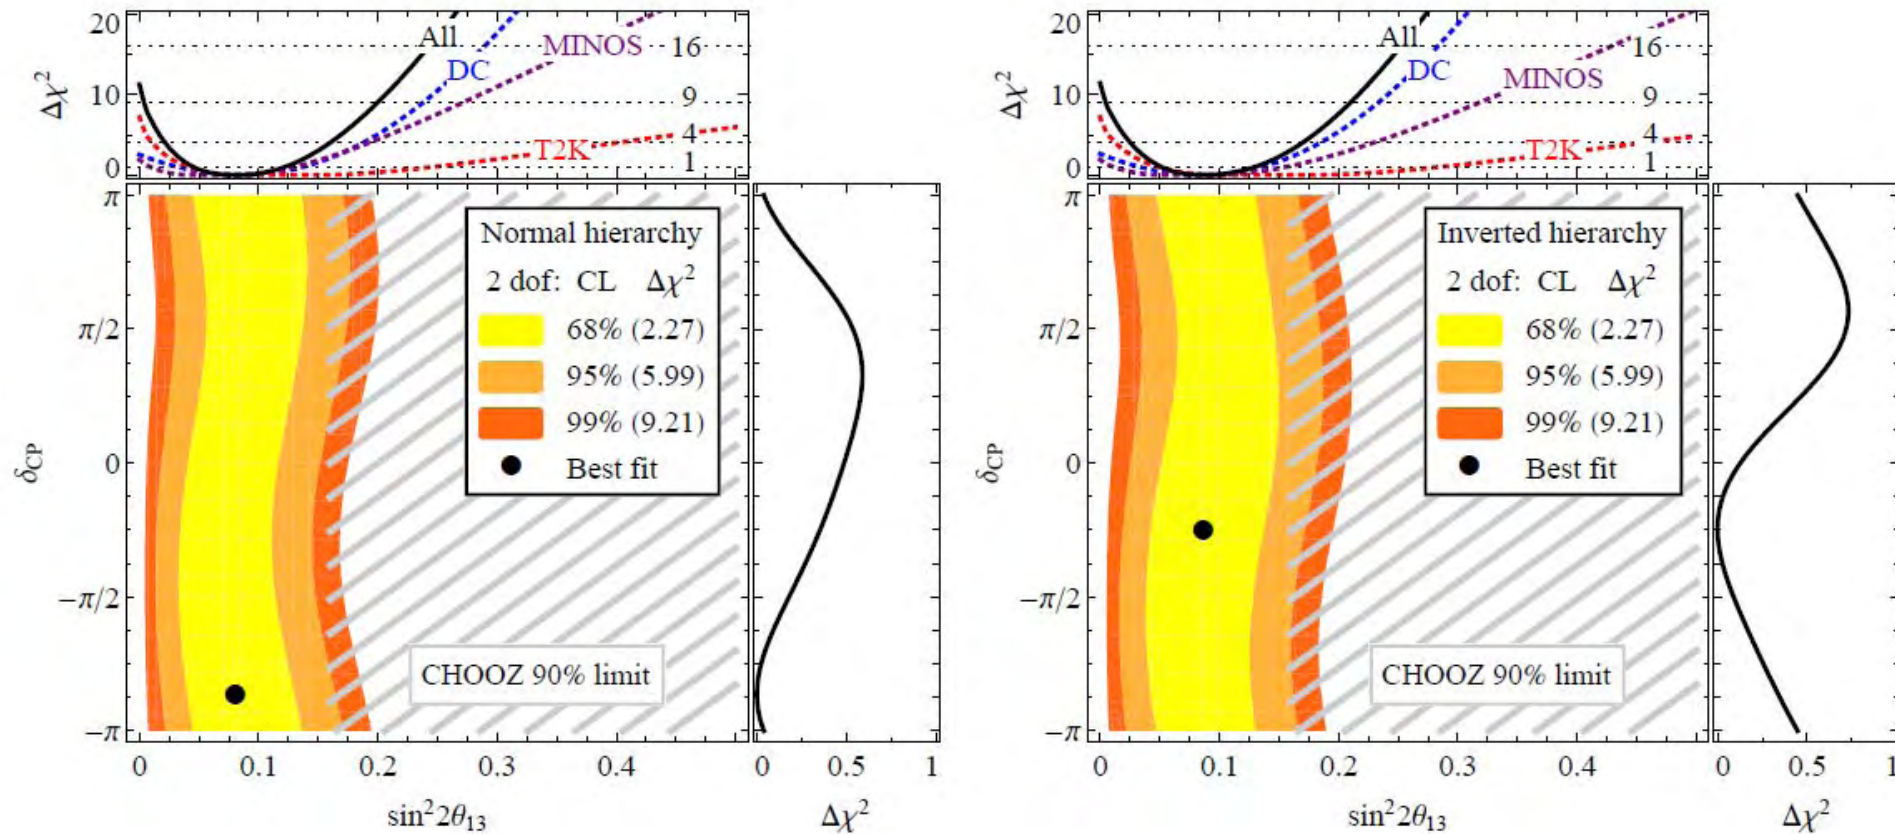 20
10
0
Δχ²
All
DC
MINOS
T2K
16
9
4
1
π
π/2
0
−π/2
−π
δCP
Normal hierarchy
2 dof: CL Δχ²
68% (2.27)
95% (5.99)
99% (9.21)
Best fit
CHOOZ 90% limit
0 0.1 0.2 0.3 0.4
sin²2θ₁₃
0 0.5 1
Δχ²
20
10
0
Δχ²
All
DC
MINOS
T2K
16
9
4
1
π
π/2
0
−π/2
−π
δCP
Inverted hierarchy
2 dof: CL Δχ²
68% (2.27)
95% (5.99)
99% (9.21)
Best fit
CHOOZ 90% limit
0 0.1 0.2 0.3 0.4
sin²2θ₁₃
0 0.5 1
Δχ²